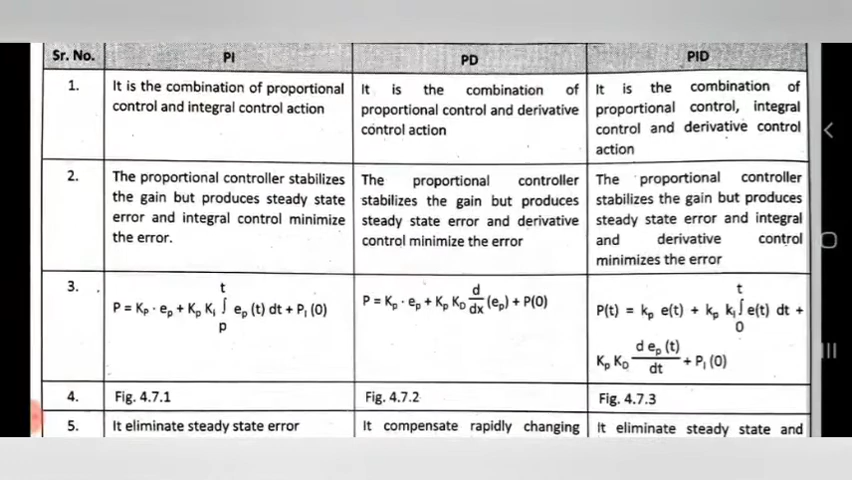 Sr. No. PI PD PID
1. It is the combination of proportional
control and integral control action
It is the combination of
proportional control and derivative
control action
It is the combination of
proportional control, integral
control and derivative control
action
2. The proportional controller stabilizes
the gain but produces steady state
error and integral control minimize
the error.
The proportional controller
stabilizes the gain but produces
steady state error and derivative
control minimize the error
The proportional controller
stabilizes the gain but produces
steady state error and integral
and derivative control
minimizes the error
3. t
P = Kₚ · eₚ + Kₚ Kᵢ ∫ eₚ (t) dt + Pᵢ (0)
p
P = Kₚ · eₚ + Kₚ K_D d/dx (eₚ) + P(0)
t
P(t) = kₚ e(t) + kₚ kᵢ ∫ e(t) dt +
0
Kₚ K_D d eₚ (t)/dt + Pᵢ (0)
4. Fig. 4.7.1 Fig. 4.7.2 Fig. 4.7.3
5. It eliminate steady state error It compensate rapidly changing It eliminate steady state and